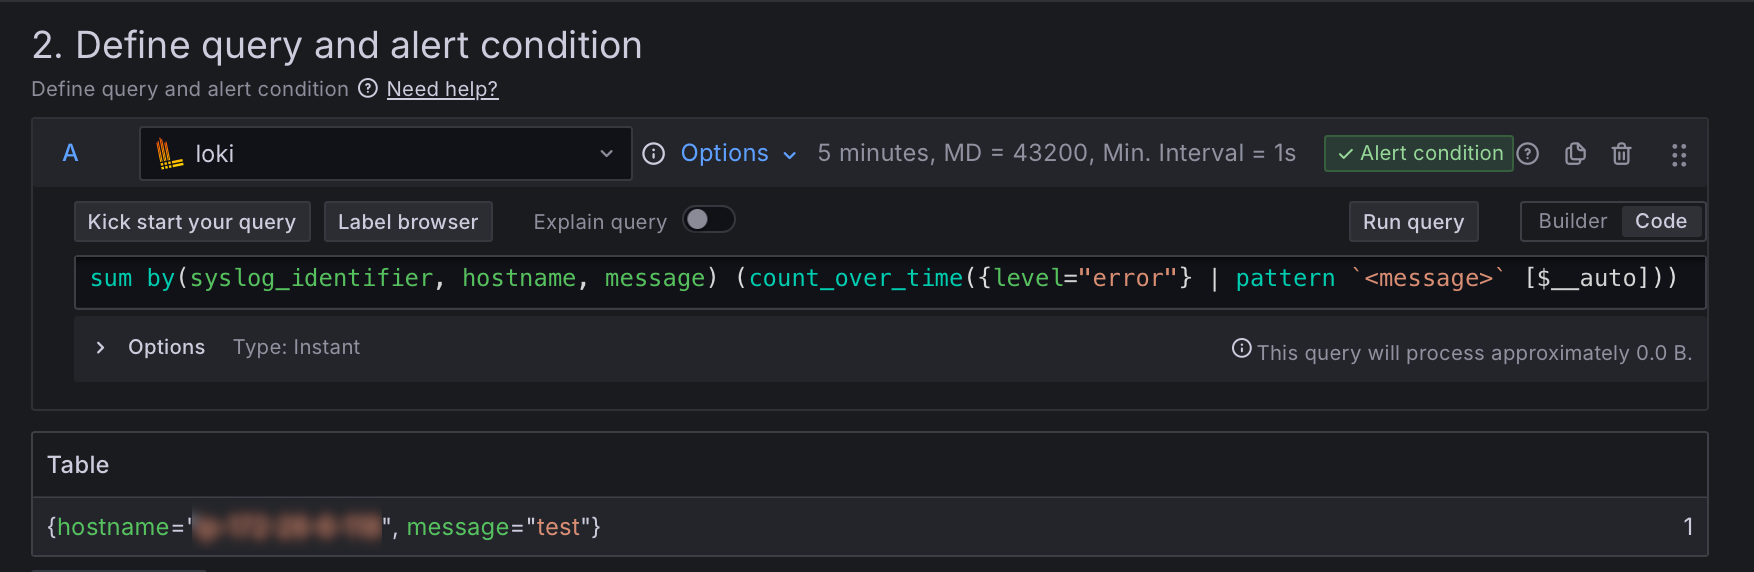 2. Define query and alert condition
Define query and alert condition Need help?
A loki Options 5 minutes, MD = 43200, Min. Interval = 1s Alert condition
Kick start your query Label browser Explain query Run query Builder Code
sum by(syslog_identifier, hostname, message) (count_over_time({level="error"} | pattern `<message>` [$__auto]))
Options Type: Instant This query will process approximately 0.0 B.
Table
{hostname="", message="test"} 1